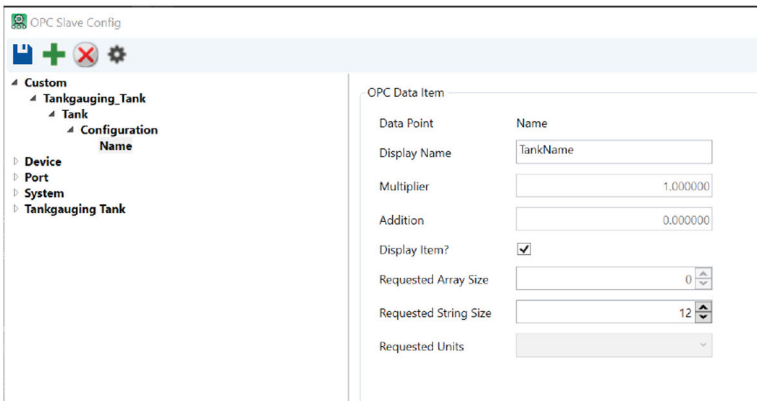 OPC Slave Config
Custom
Tankgauging_Tank
Tank
Configuration
Name
Device
Port
System
Tankgauging Tank
OPC Data Item
Data Point Name
Display Name TankName
Multiplier 1.000000
Addition 0.000000
Display Item?
Requested Array Size 0
Requested String Size 12
Requested Units